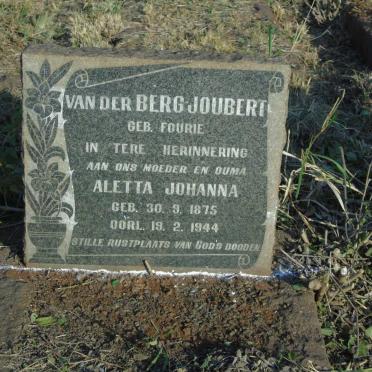 VAN DER BERG JOUBERT
GEB. FOURIE
IN TERE HERINNERING
AAN ONS MOEDER EN OUMA
ALETTA JOHANNA
GEB. 30. 9. 1875
OORL. 19. 2. 1944
STILLE RUSTPLAATS VAN GOD'S DOODEN